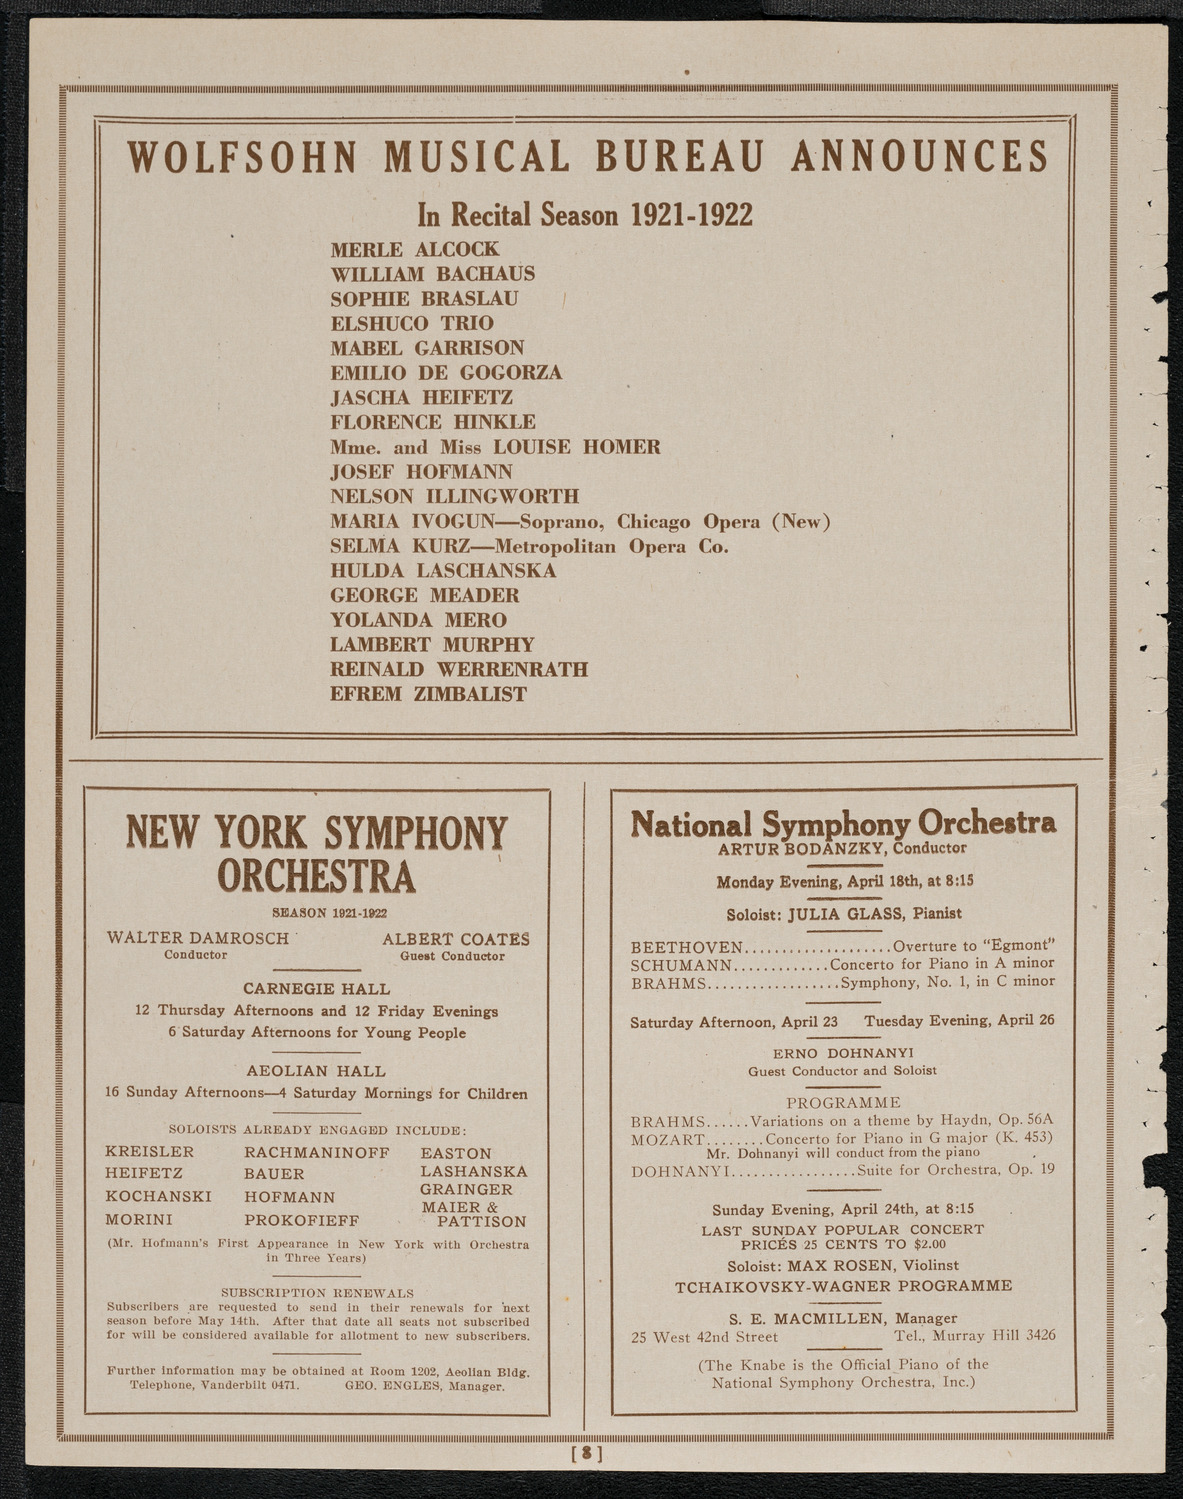 WOLFSOHN MUSICAL BUREAU ANNOUNCES
In Recital Season 1921-1922
MERLE ALCOCK
WILLIAM BACHAUS
SOPHIE BRASLAU
ELSHUCO TRIO
MABEL GARRISON
EMILIO DE GOGORZA
JASCHA HEIFETZ
FLORENCE HINKLE
Mme. and Miss LOUISE HOMER
JOSEF HOFMANN
NELSON ILLINGWORTH
MARIA IVOGUN—Soprano, Chicago Opera (New)
SELMA KURZ—Metropolitan Opera Co.
HULDA LASCHANSKA
GEORGE MEADER
YOLANDA MERO
LAMBERT MURPHY
REINALD WERRENRATH
EFREM ZIMBALIST
NEW YORK SYMPHONY
ORCHESTRA
SEASON 1921-1922
WALTER DAMROSCH ALBERT COATES
Conductor Guest Conductor
CARNEGIE HALL
12 Thursday Afternoons and 12 Friday Evenings
6 Saturday Afternoons for Young People
AEOLIAN HALL
16 Sunday Afternoons—4 Saturday Mornings for Children
SOLOISTS ALREADY ENGAGED INCLUDE:
KREISLER RACHMANINOFF EASTON
HEIFETZ BAUER LASHANSKA
KOCHANSKI HOFMANN GRAINGER
MORINI PROKOFIEFF MAIER &
PATTISON
(Mr. Hofmann's First Appearance in New York with Orchestra
in Three Years)
SUBSCRIPTION RENEWALS
Subscribers are requested to send in their renewals for next
season before May 14th. After that date all seats not subscribed
for will be considered available for allotment to new subscribers.
Further information may be obtained at Room 1202, Aeolian Bldg.
Telephone, Vanderbilt 0471. GEO. ENGLES, Manager.
National Symphony Orchestra
ARTUR BODANZKY, Conductor
Monday Evening, April 18th, at 8:15
Soloist: JULIA GLASS, Pianist
BEETHOVEN....................Overture to "Egmont"
SCHUMANN.............Concerto for Piano in A minor
BRAHMS..................Symphony, No. 1, in C minor
Saturday Afternoon, April 23 Tuesday Evening, April 26
ERNO DOHNANYI
Guest Conductor and Soloist
PROGRAMME
BRAHMS......Variations on a theme by Haydn, Op. 56A
MOZART........Concerto for Piano in G major (K. 453)
Mr. Dohnanyi will conduct from the piano
DOHNANYI.................Suite for Orchestra, Op. 19
Sunday Evening, April 24th, at 8:15
LAST SUNDAY POPULAR CONCERT
PRICES 25 CENTS TO $2.00
Soloist: MAX ROSEN, Violinst
TCHAIKOVSKY-WAGNER PROGRAMME
S. E. MACMILLEN, Manager
25 West 42nd Street Tel., Murray Hill 3426
(The Knabe is the Official Piano of the
National Symphony Orchestra, Inc.)
[8]